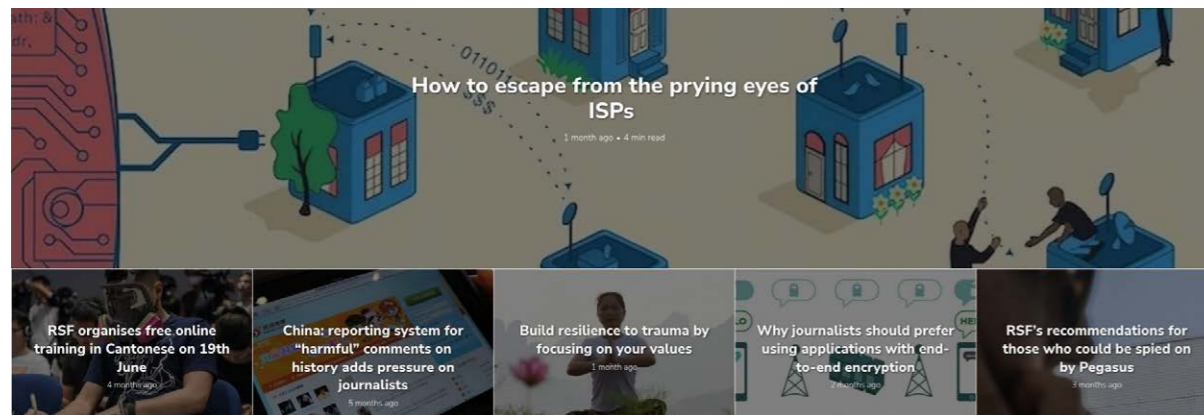 ath: &
dr,
01101
$$$
How to escape from the prying eyes of
ISPs
1 month ago • 4 min read
RSF organises free online
training in Cantonese on 19th
June
4 months ago
China: reporting system for
“harmful” comments on
history adds pressure on
journalists
5 months ago
Build resilience to trauma by
focusing on your values
1 month ago
Why journalists should prefer
using applications with end-
to-end encryption
2 months ago
RSF's recommendations for
those who could be spied on
by Pegasus
3 months ago